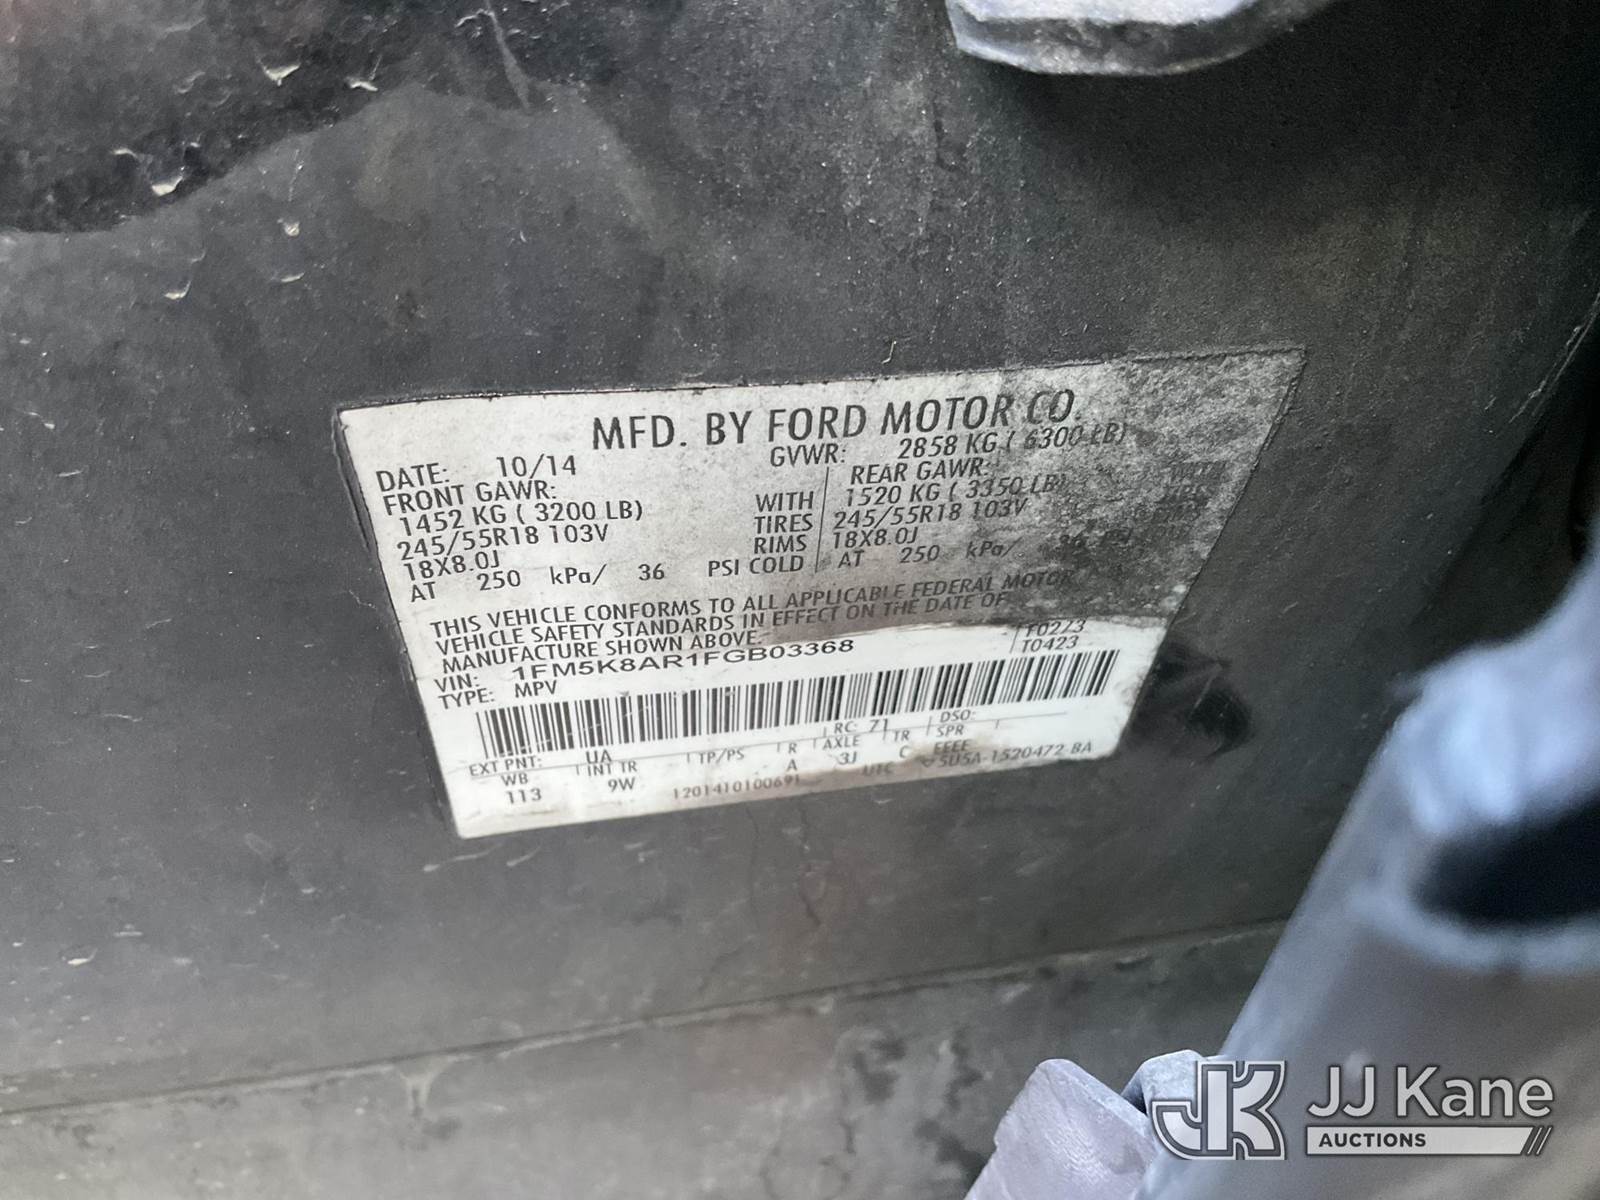 MFD. BY FORD MOTOR CO.
DATE: 10/14 GVWR: 2858 KG ( 6300 LB)
FRONT GAWR: REAR GAWR:
1452 KG ( 3200 LB) WITH 1520 KG ( 3350 LB) WITH
245/55R18 103V TIRES 245/55R18 103V
18X8.0J RIMS 18X8.0J
AT 250 kPa/ 36 PSI COLD AT 250 kPa/ 36
THIS VEHICLE CONFORMS TO ALL APPLICABLE FEDERAL MOTOR
VEHICLE SAFETY STANDARDS IN EFFECT ON THE DATE OF
MANUFACTURE SHOWN ABOVE.
F0273
VIN: 1FM5K8AR1FGB03368 T0423
TYPE: MPV
EXT PNT: UA RC: 71 DSO:
WB INT TR TP/PS R AXLE TR SPR
113 9W A 3J C EEEE
1201410100691 UTC 5U5A-1520472-BA
JJ Kane
AUCTIONS